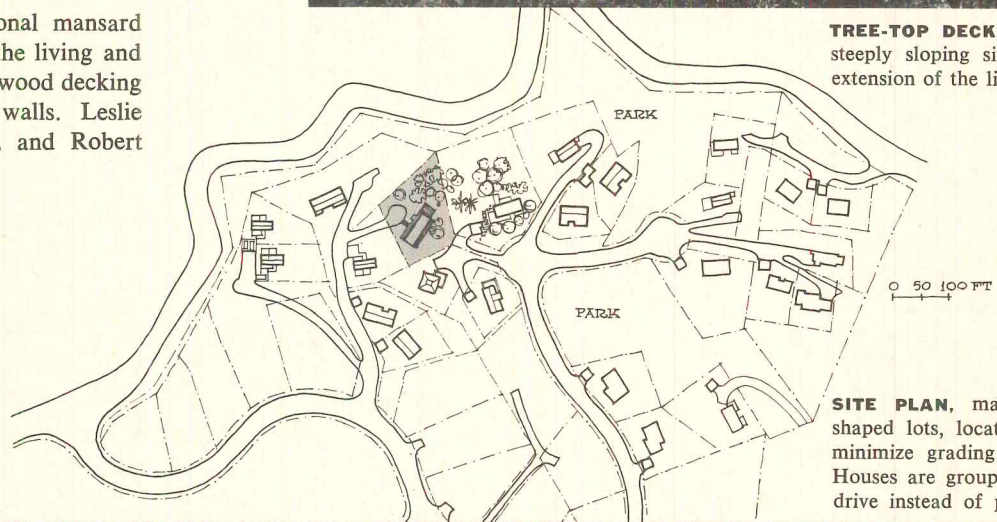 onal mansard
he living and
wood decking
walls. Leslie
and Robert
TREE-TOP DECK
steeply sloping si
extension of the li
PARK
0 50 100 FT
PARK
SITE PLAN, ma
shaped lots, locat
minimize grading
Houses are group
drive instead of